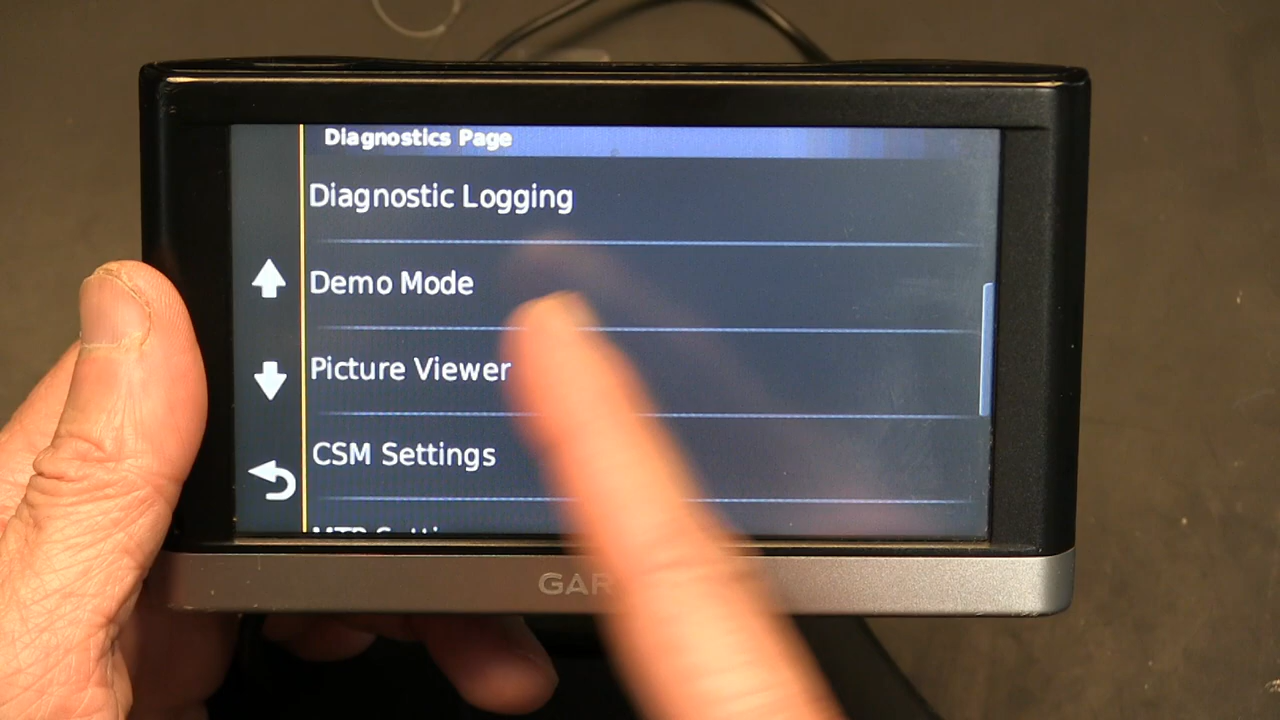 Diagnostics Page
Diagnostic Logging
Demo Mode
Picture Viewer
CSM Settings